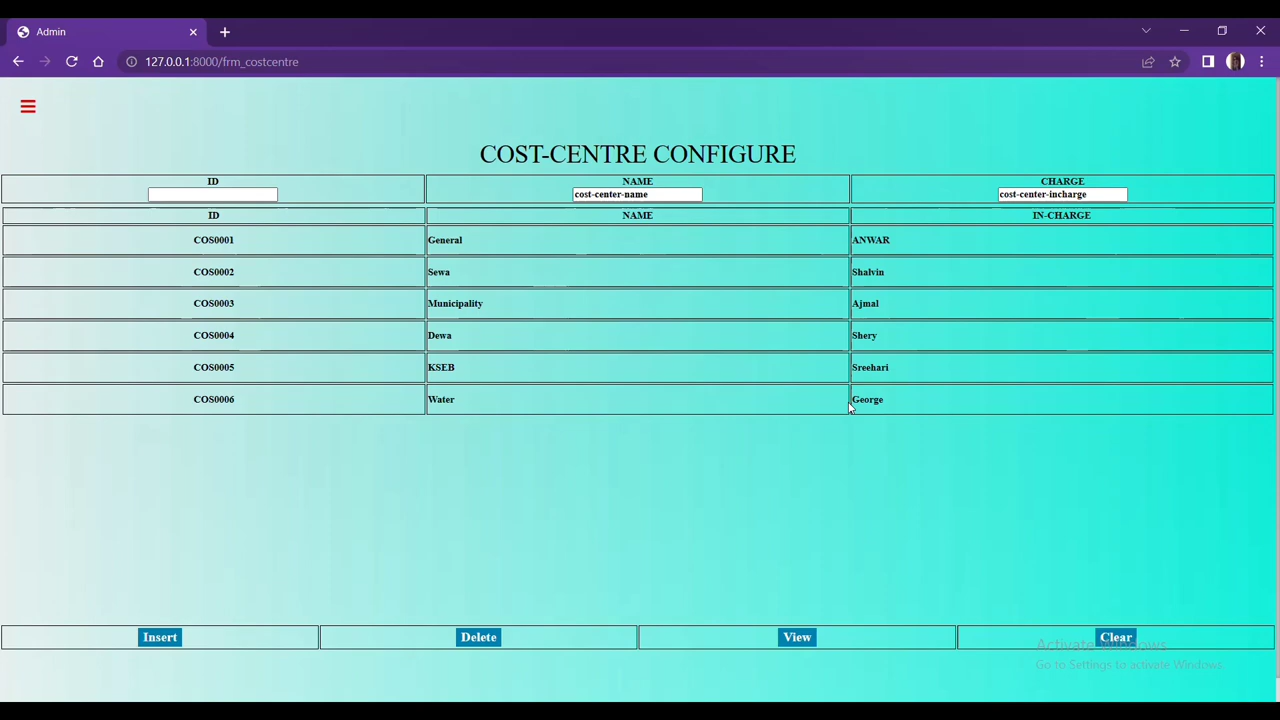 Admin
127.0.0.1:8000/frm_costcentre
COST-CENTRE CONFIGURE
ID NAME CHARGE
cost-center-name cost-center-incharge
ID NAME IN-CHARGE
COS0001 General ANWAR
COS0002 Sewa Shalvin
COS0003 Municipality Ajmal
COS0004 Dewa Shery
COS0005 KSEB Sreehari
COS0006 Water George
Insert Delete View Clear
Activate Windows
Go to Settings to activate Windows.